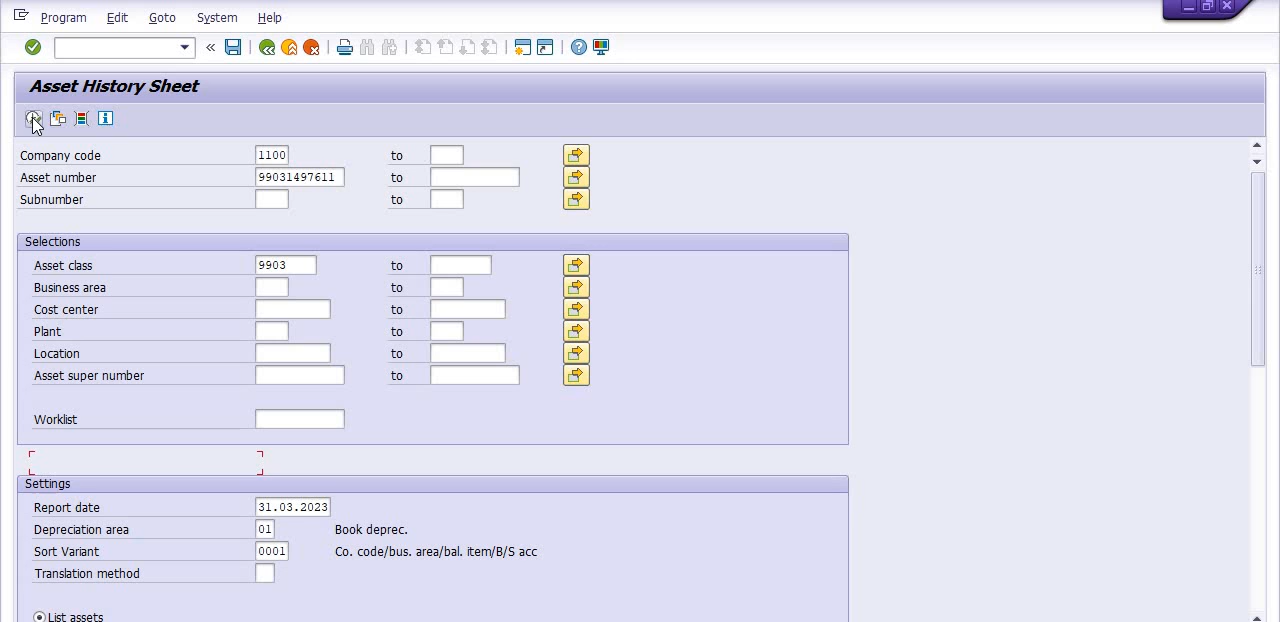 Program Edit Goto System Help
Asset History Sheet
Company code 1100 to
Asset number 99031497611 to
Subnumber to
Selections
Asset class 9903 to
Business area to
Cost center to
Plant to
Location to
Asset super number to
Worklist
Settings
Report date 31.03.2023
Depreciation area 01 Book deprec.
Sort Variant 0001 Co. code/bus. area/bal. item/B/S acc
Translation method
List assets